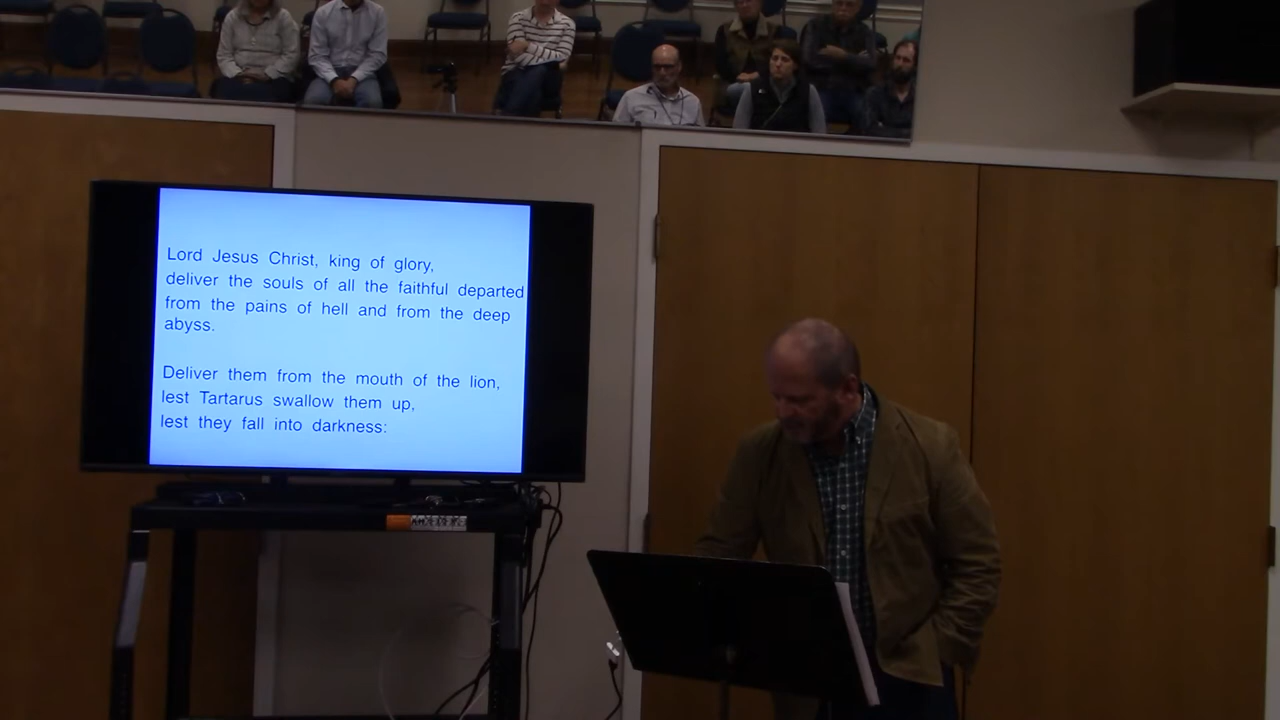 Lord Jesus Christ, king of glory,
deliver the souls of all the faithful departed
from the pains of hell and from the deep
abyss.
Deliver them from the mouth of the lion,
lest Tartarus swallow them up,
lest they fall into darkness: